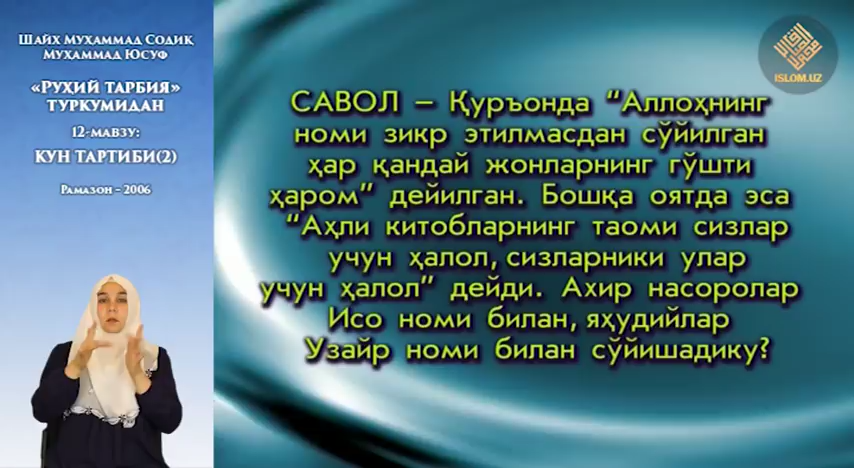 Шайх Муҳаммад Содиқ
Муҳаммад Юсуф
«Руҳий тарбия»
туркумидан
12-мавзу:
КУН ТАРТИБИ(2)
Рамазон - 2006
ISLOM.UZ
САВОЛ – Қуръонда “Аллоҳнинг
номи зикр этилмасдан сўйилган
ҳар қандай жонларнинг гўшти
ҳаром” дейилган. Бошқа оятда эса
“Аҳли китобларнинг таоми сизлар
учун ҳалол, сизларники улар
учун ҳалол” дейди. Ахир насоролар
Исо номи билан, яҳудийлар
Узайр номи билан сўйишадику?